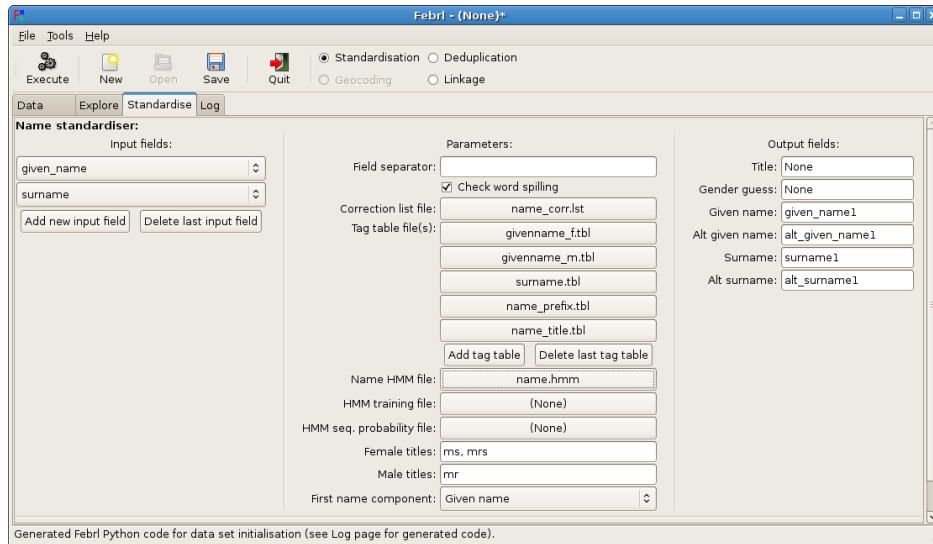 Febrl - (None)*
File Tools Help
Execute New Open Save Quit
Standardisation Deduplication
Geocoding Linkage
Data Explore Standardise Log
Name standardiser:
Input fields:
given_name
surname
Add new input field Delete last input field
Parameters:
Field separator:
Check word spilling
Correction list file: name_corr.lst
Tag table file(s): givenname_f.tbl
givenname_m.tbl
surname.tbl
name_prefix.tbl
name_title.tbl
Add tag table Delete last tag table
Name HMM file: name.hmm
HMM training file: (None)
HMM seq. probability file: (None)
Female titles: ms, mrs
Male titles: mr
First name component: Given name
Output fields:
Title: None
Gender guess: None
Given name: given_name1
Alt given name: alt_given_name1
Surname: surname1
Alt surname: alt_surname1
Generated Febrl Python code for data set initialisation (see Log page for generated code).